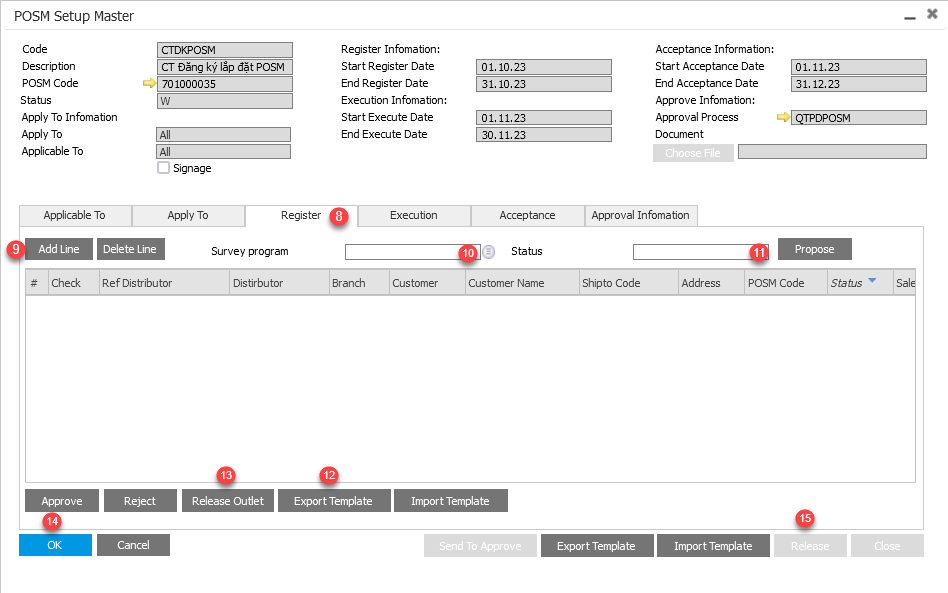 POSM Setup Master
Code CTDKPOSM
Description CT Đăng ký lắp đặt POSM
POSM Code 701000035
Status W
Apply To Infomation
Apply To All
Applicable To All
Signage
Register Infomation:
Start Register Date 01.10.23
End Register Date 31.10.23
Execution Infomation:
Start Execute Date 01.11.23
End Execute Date 30.11.23
Acceptance Information:
Start Acceptance Date 01.11.23
End Acceptance Date 31.12.23
Approve Infomation:
Approval Process QTPDPOSM
Document
Choose File
Applicable To Apply To Register 8 Execution Acceptance Approval Infomation
9 Add Line Delete Line Survey program 10 Status 11 Propose
# Check Ref Distributor Distirbutor Branch Customer Customer Name Shipto Code Address POSM Code Status Sale
13 12
Approve Reject Release Outlet Export Template Import Template
14 15
OK Cancel Send To Approve Export Template Import Template Release Close